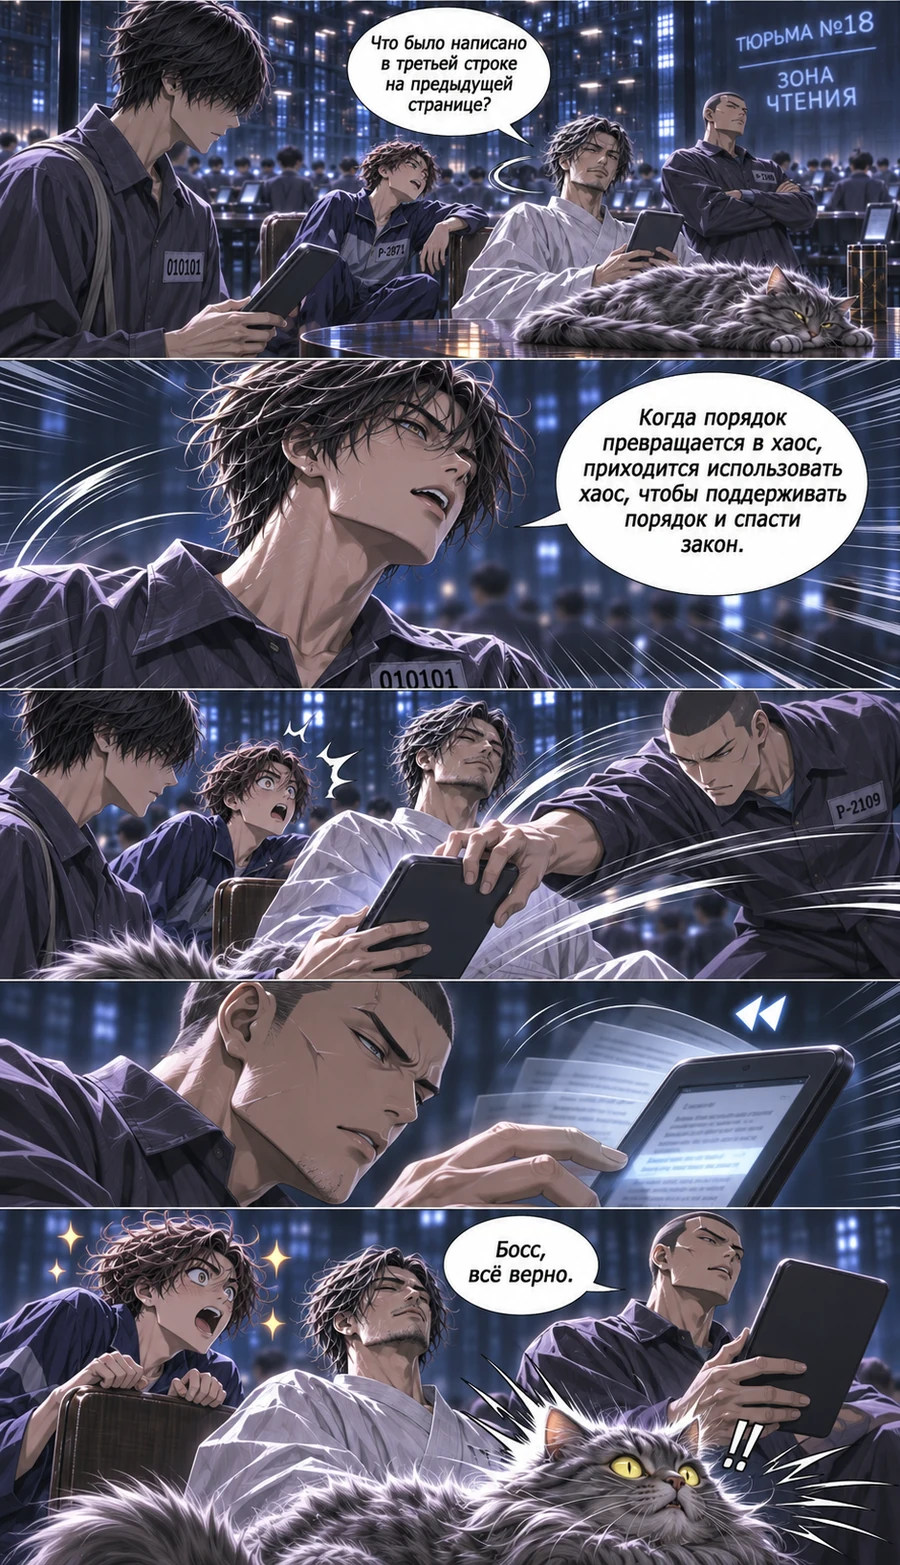 Что было написано
в третьей строке
на предыдущей
странице?
ТЮРЬМА №18
ЗОНА
ЧТЕНИЯ
010101
P-2871
Когда порядок
превращается в хаос,
приходится использовать
хаос, чтобы поддерживать
порядок и спасти
закон.
010101
P-2109
Босс,
всё верно.
!!